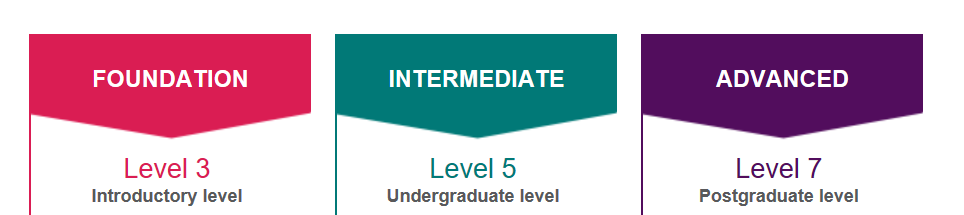 FOUNDATION
Level 3
Introductory level
INTERMEDIATE
Level 5
Undergraduate level
ADVANCED
Level 7
Postgraduate level